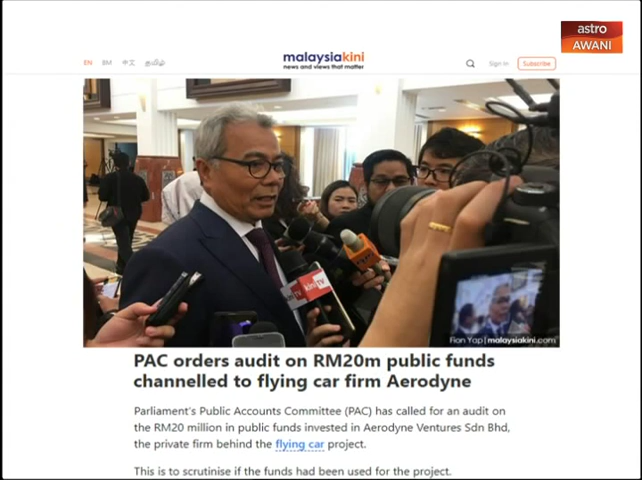 astro
AWANI
malaysiakini
news and views that matter
EN BM 中文 தமிழ்
Sign in Subscribe
kini TV
kini TV
Fion Yap | malaysiakini.com
PAC orders audit on RM20m public funds
channelled to flying car firm Aerodyne
Parliament's Public Accounts Committee (PAC) has called for an audit on
the RM20 million in public funds invested in Aerodyne Ventures Sdn Bhd,
the private firm behind the flying car project.
This is to scrutinise if the funds had been used for the project.